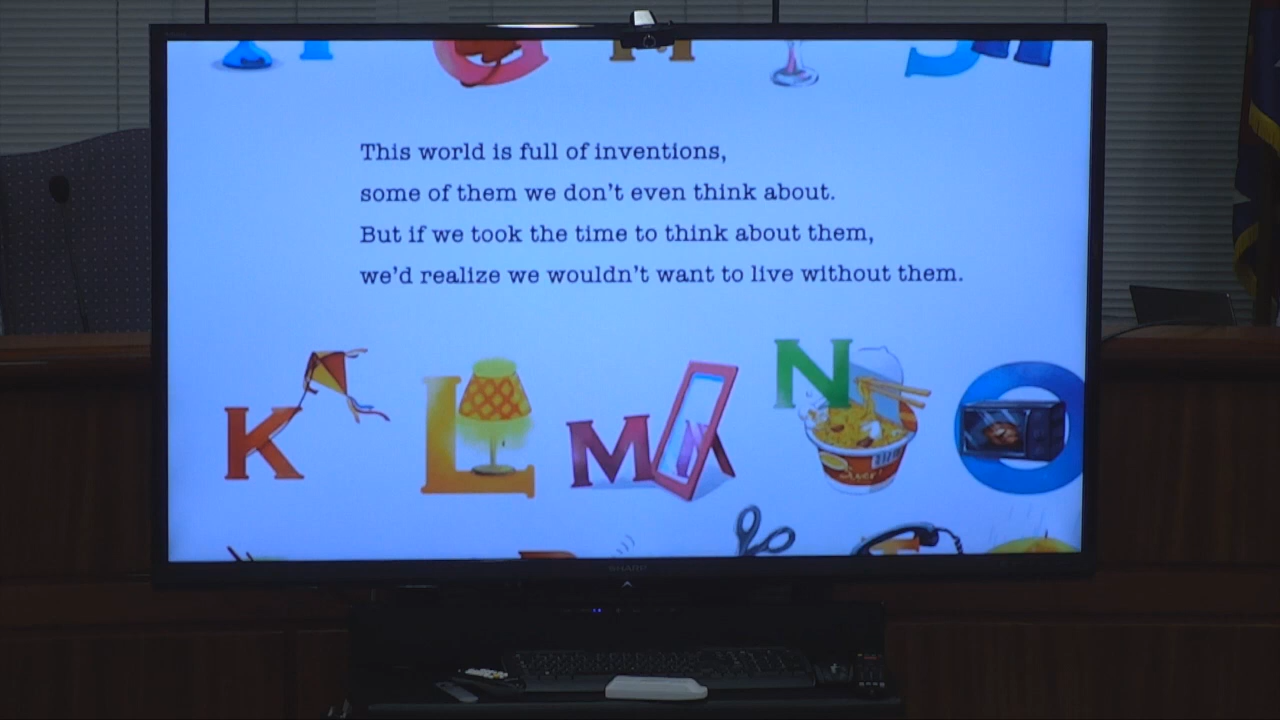 This world is full of inventions,
some of them we don't even think about.
But if we took the time to think about them,
we'd realize we wouldn't want to live without them.
K L M N O
SHARP